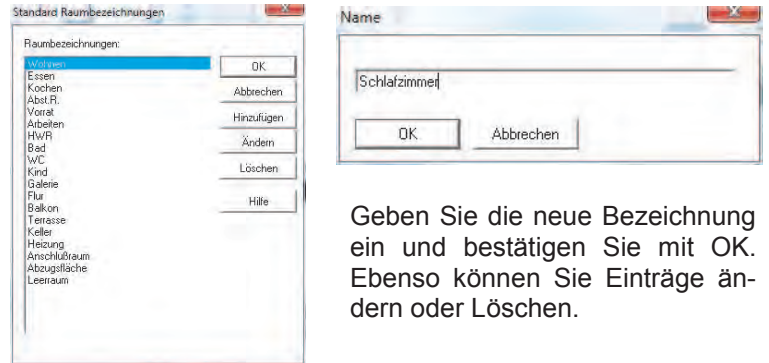 Standard Raumbezeichnungen
Raumbezeichnungen:
Wohnen
Essen
Kochen
Abst.R.
Vorrat
Arbeiten
HWR
Bad
WC
Kind
Galerie
Flur
Balkon
Terrasse
Keller
Heizung
Anschlußraum
Abzugsfläche
Leerraum
OK
Abbrechen
Hinzufügen
Ändern
Löschen
Hilfe
Name
Schlafzimmer
OK
Abbrechen
Geben Sie die neue Bezeichnung
ein und bestätigen Sie mit OK.
Ebenso können Sie Einträge än-
dern oder Löschen.